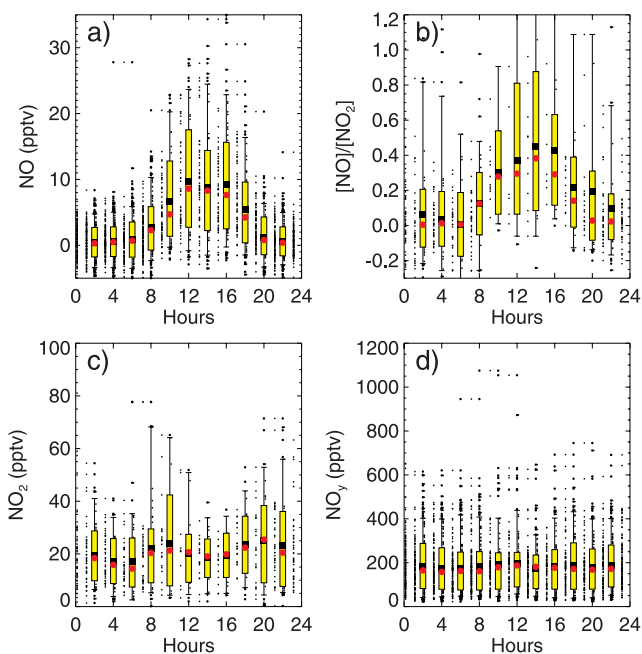 a)
30
20
10
0
NO (pptv)
0 4 8 12 16 20 24
Hours
b)
1.2
1.0
0.8
0.6
0.4
0.2
0.0
-0.2
[NO]/[NO₂]
0 4 8 12 16 20 24
Hours
c)
100
80
60
40
20
0
NO₂ (pptv)
0 4 8 12 16 20 24
Hours
d)
1200
1000
800
600
400
200
0
NOy (pptv)
0 4 8 12 16 20 24
Hours